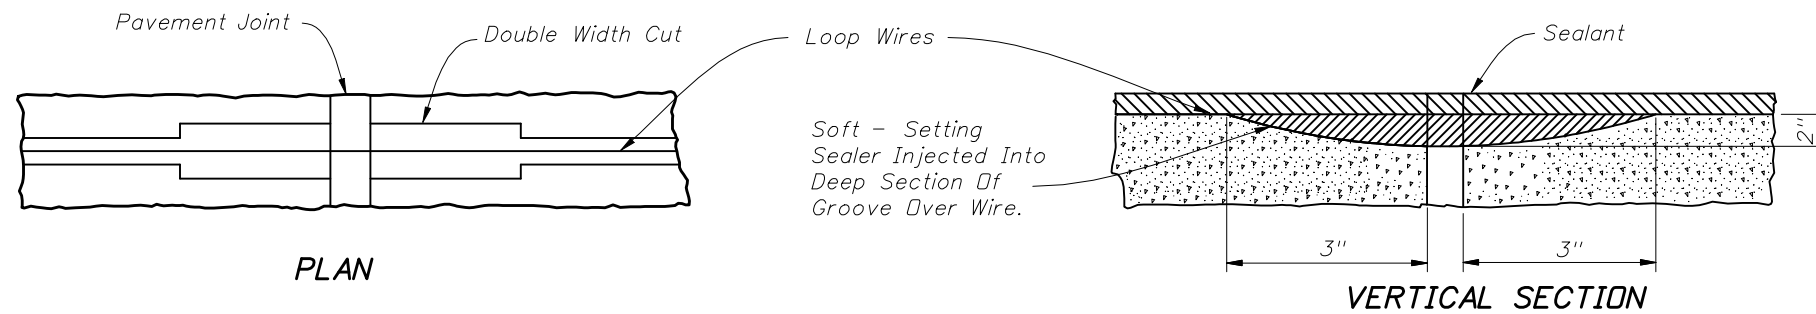 Pavement Joint
Double Width Cut
Loop Wires
PLAN
Sealant
Soft - Setting
Sealer Injected Into
Deep Section Of
Groove Over Wire.
2"
3"
3"
VERTICAL SECTION